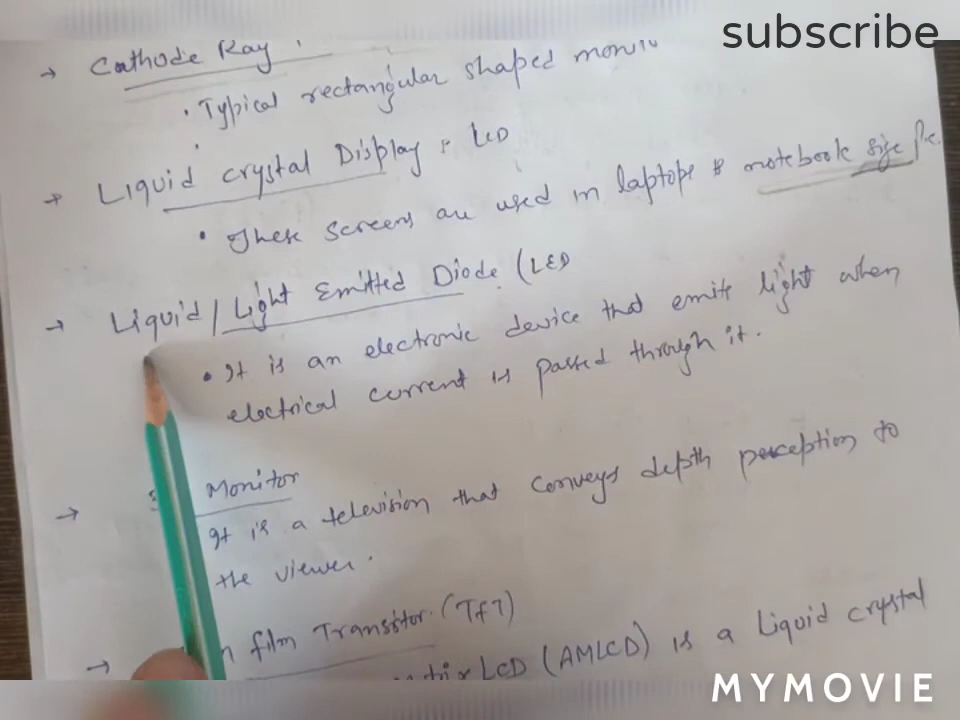 subscribe
→ Cathode Ray
• Typical rectangular shaped
→ Liquid crystal Display : LCD
• These screens are used in laptops & notebook size Pc.
→ Liquid / Light Emitted Diode (LED
• It is an electronic device that emits light when
electrical current is passed through it.
→ Monitor
It is a television that conveys depth perception to
the viewer.
→ film Transistor. (TFT)
LCD (AMLCD) is a Liquid crystal
MYMOVIE